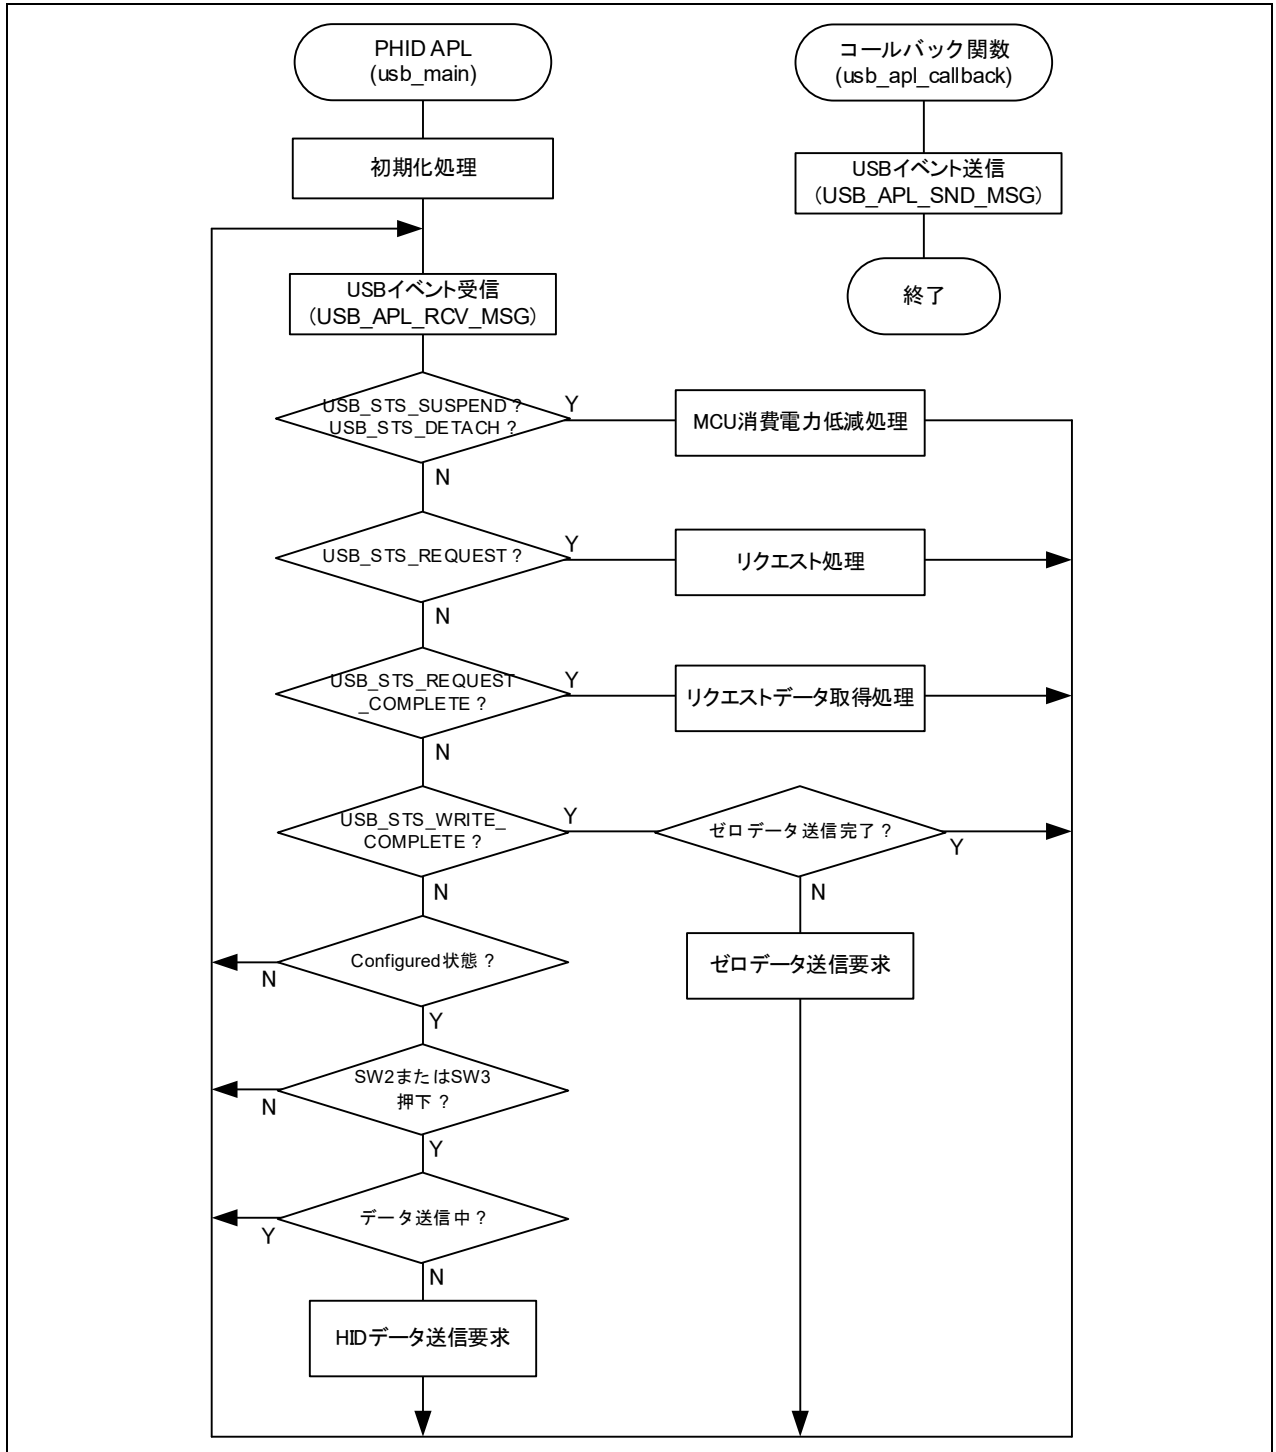 PHID APL
(usb_main)
コールバック関数
(usb_apl_callback)
初期化処理
USBイベント送信
(USB_APL_SND_MSG)
終了
USBイベント受信
(USB_APL_RCV_MSG)
USB_STS_SUSPEND ?
USB_STS_DETACH ?
Y
MCU消費電力低減処理
N
USB_STS_REQUEST ?
Y
リクエスト処理
N
USB_STS_REQUEST
_COMPLETE ?
Y
リクエストデータ取得処理
N
USB_STS_WRITE_
COMPLETE ?
Y
ゼロデータ送信完了 ?
Y
N
N
Configured状態 ?
N
ゼロデータ送信要求
Y
SW2またはSW3
押下 ?
N
Y
データ送信中 ?
Y
N
HIDデータ送信要求